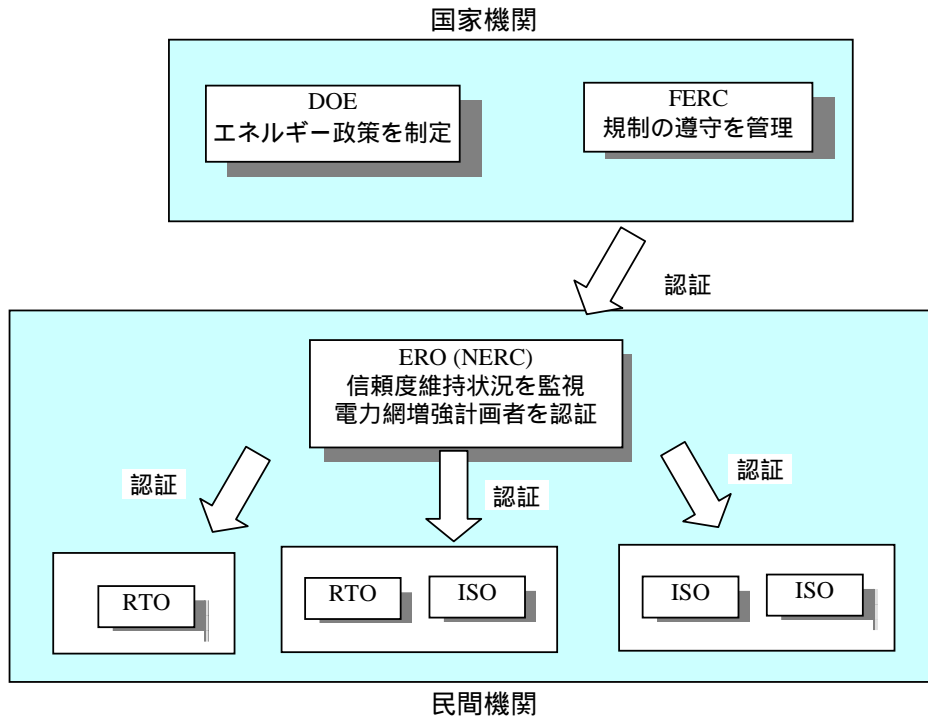 国家機関
DOE
エネルギー政策を制定
FERC
規制の遵守を管理
認証
ERO (NERC)
信頼度維持状況を監視
電力網増強計画者を認証
認証
認証
認証
RTO
RTO
ISO
ISO
ISO
民間機関